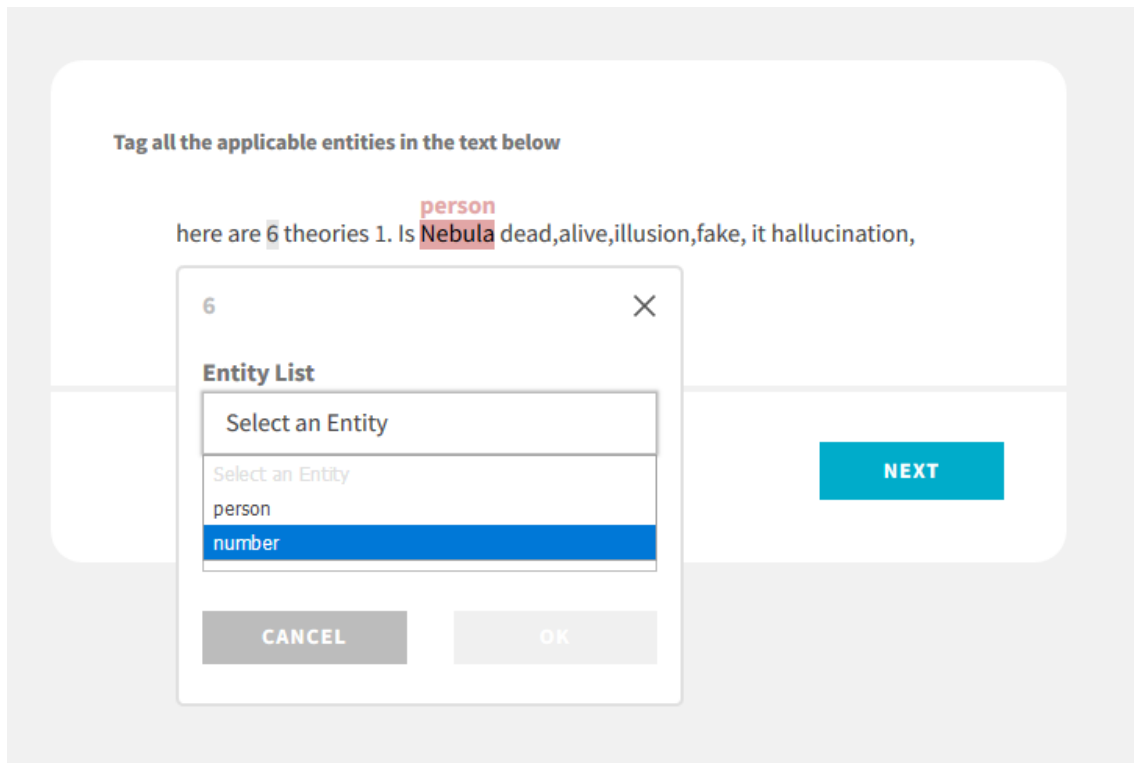 Tag all the applicable entities in the text below
person
here are 6 theories 1. Is Nebula dead,alive,illusion,fake, it hallucination,
6
Entity List
Select an Entity
Select an Entity
person
number
NEXT
CANCEL
OK